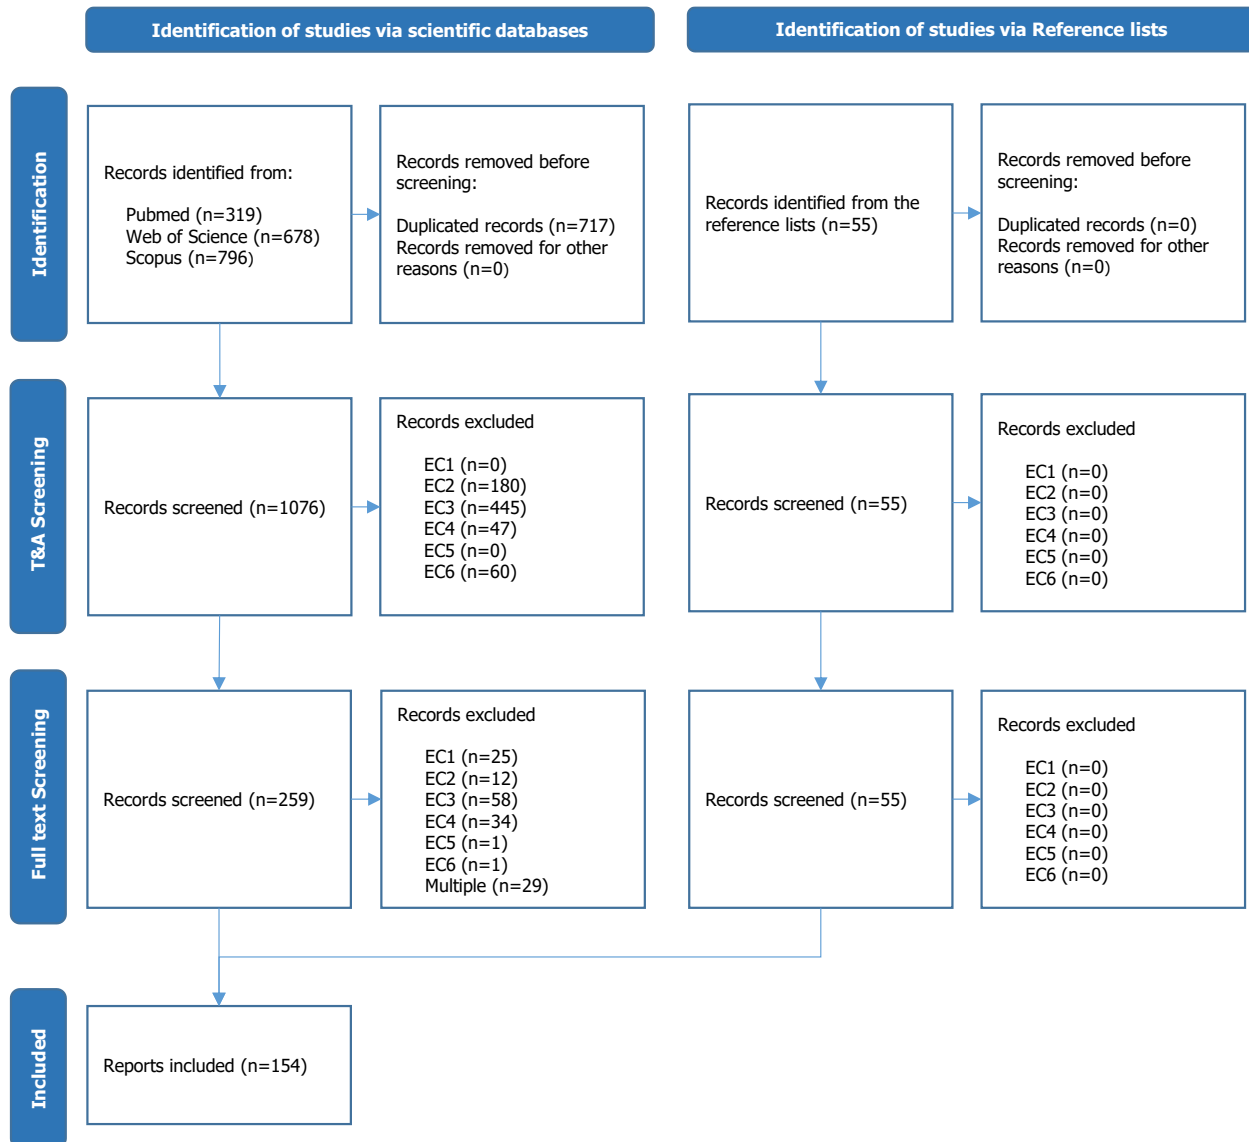 Identification of studies via scientific databases
Identification of studies via Reference lists
Identification
Records identified from:
Pubmed (n=319)
Web of Science (n=678)
Scopus (n=796)
Records removed before
screening:
Duplicated records (n=717)
Records removed for other
reasons (n=0)
Records identified from the
reference lists (n=55)
Records removed before
screening:
Duplicated records (n=0)
Records removed for other
reasons (n=0)
T&A Screening
Records screened (n=1076)
Records excluded
EC1 (n=0)
EC2 (n=180)
EC3 (n=445)
EC4 (n=47)
EC5 (n=0)
EC6 (n=60)
Records screened (n=55)
Records excluded
EC1 (n=0)
EC2 (n=0)
EC3 (n=0)
EC4 (n=0)
EC5 (n=0)
EC6 (n=0)
Full text Screening
Records screened (n=259)
Records excluded
EC1 (n=25)
EC2 (n=12)
EC3 (n=58)
EC4 (n=34)
EC5 (n=1)
EC6 (n=1)
Multiple (n=29)
Records screened (n=55)
Records excluded
EC1 (n=0)
EC2 (n=0)
EC3 (n=0)
EC4 (n=0)
EC5 (n=0)
EC6 (n=0)
Included
Reports included (n=154)